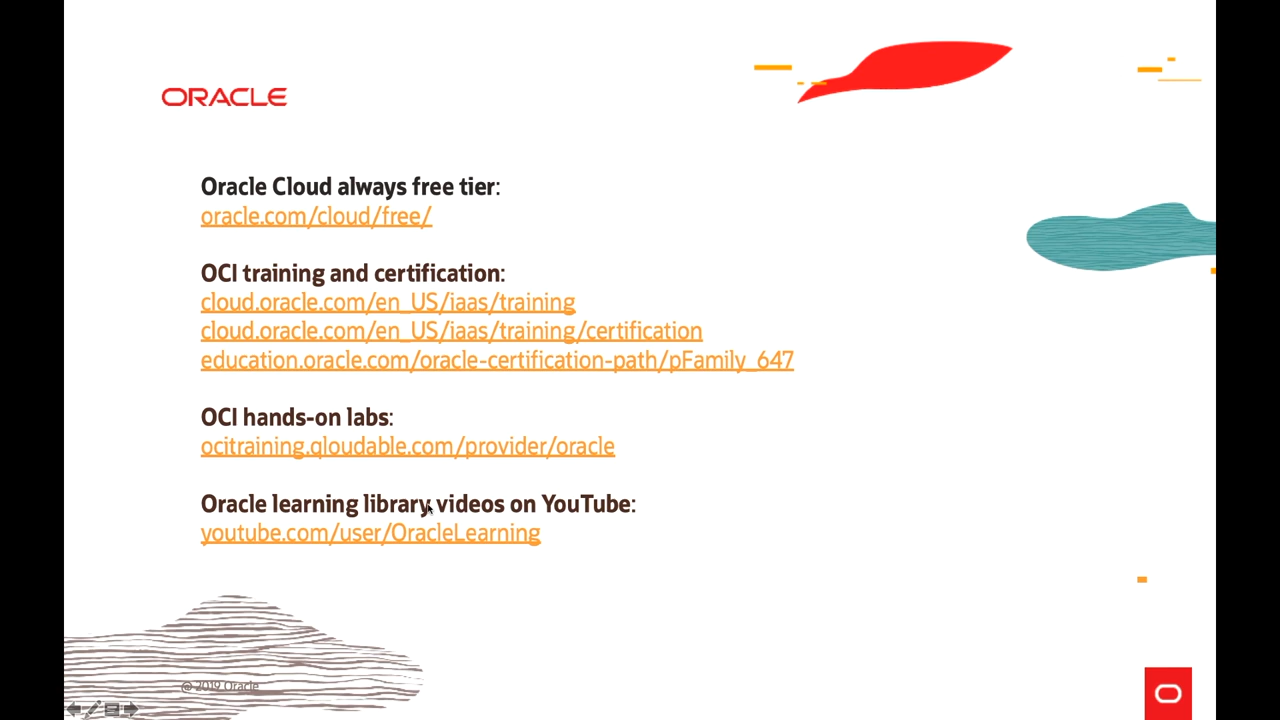 ORACLE
Oracle Cloud always free tier:
oracle.com/cloud/free/
OCI training and certification:
cloud.oracle.com/en_US/iaas/training
cloud.oracle.com/en_US/iaas/training/certification
education.oracle.com/oracle-certification-path/pFamily_647
OCI hands-on labs:
ocitraining.qloudable.com/provider/oracle
Oracle learning library videos on YouTube:
youtube.com/user/OracleLearning
@ 2019 Oracle